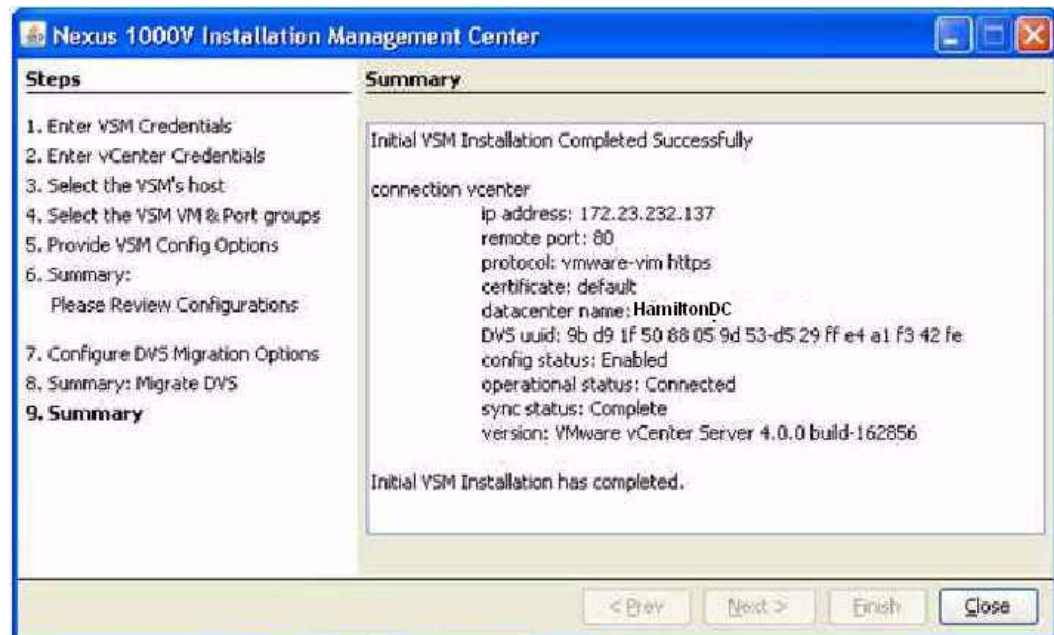 Nexus 1000V Installation Management Center
Steps
1. Enter VSM Credentials
2. Enter vCenter Credentials
3. Select the VSM's host
4. Select the VSM VM & Port groups
5. Provide VSM Config Options
6. Summary:
Please Review Configurations
7. Configure DVS Migration Options
8. Summary: Migrate DVS
9. Summary
Summary
Initial VSM Installation Completed Successfully
connection vcenter
ip address: 172.23.232.137
remote port: 80
protocol: vmware-vim https
certificate: default
datacenter name: HamiltonDC
DVS uuid: 9b d9 1f 50 88 05 9d 53-d5 29 ff e4 a1 f3 42 fe
config status: Enabled
operational status: Connected
sync status: Complete
version: VMware vCenter Server 4.0.0 build-162856
Initial VSM Installation has completed.
< Prev
Next >
Finish
Close